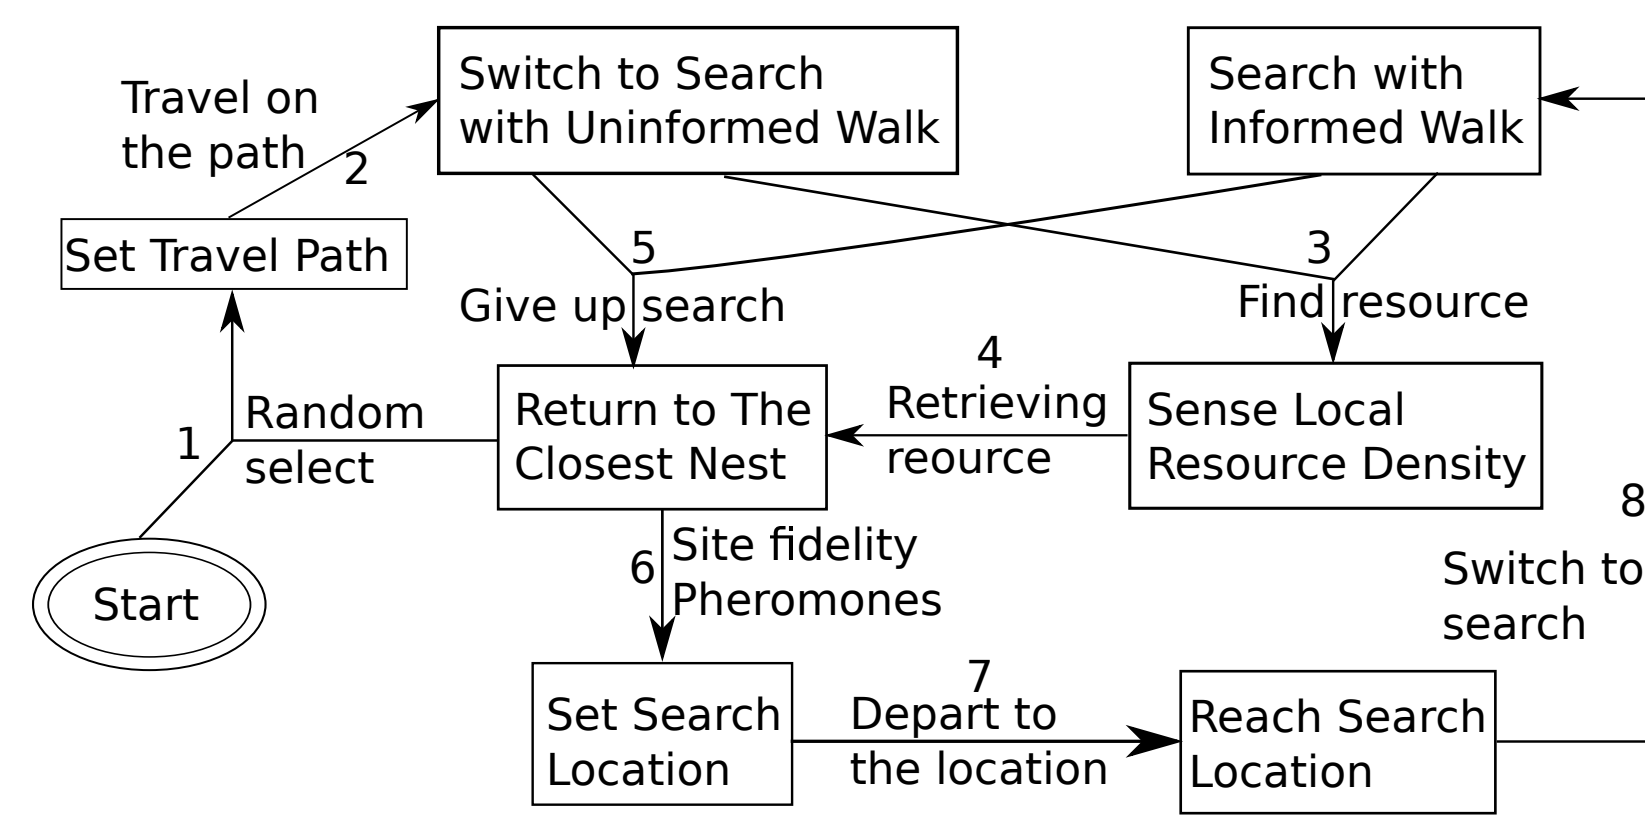 Travel on
the path
2
Switch to Search
with Uninformed Walk
Search with
Informed Walk
Set Travel Path
5
Give up search
3
Find resource
1
Random
select
Return to The
Closest Nest
4
Retrieving
reource
Sense Local
Resource Density
Start
6
Site fidelity
Pheromones
8
Switch to
search
Set Search
Location
7
Depart to
the location
Reach Search
Location